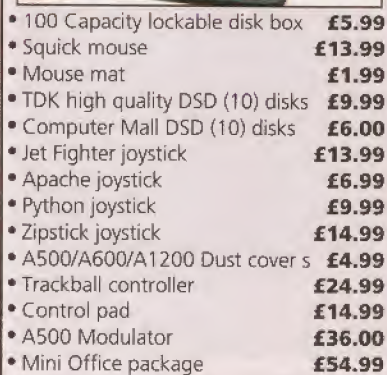 • 100 Capacity lockable disk box £5.99
• Squick mouse £13.99
• Mouse mat £1.99
• TDK high quality DSD (10) disks £9.99
• Computer Mall DSD (10) disks £6.00
• Jet Fighter joystick £13.99
• Apache joystick £6.99
• Python joystick £9.99
• Zipstick joystick £14.99
• A500/A600/A1200 Dust cover s £4.99
• Trackball controller £24.99
• Control pad £14.99
• A500 Modulator £36.00
• Mini Office package £54.99